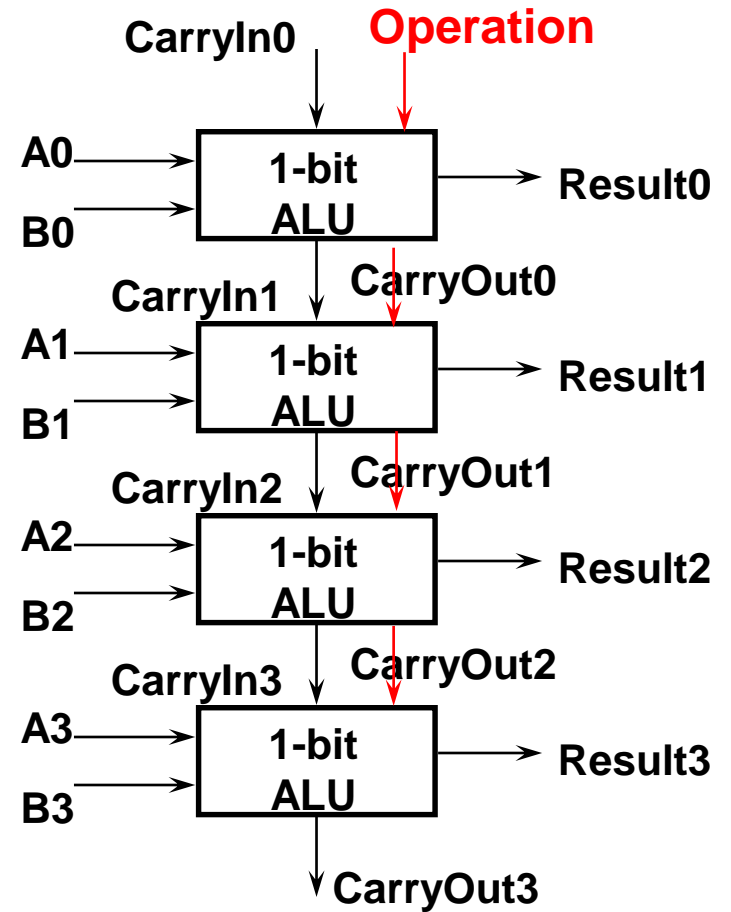 CarryIn0
Operation
A0
B0
1-bit
ALU
Result0
CarryIn1
CarryOut0
A1
B1
1-bit
ALU
Result1
CarryIn2
CarryOut1
A2
B2
1-bit
ALU
Result2
CarryIn3
CarryOut2
A3
B3
1-bit
ALU
Result3
CarryOut3